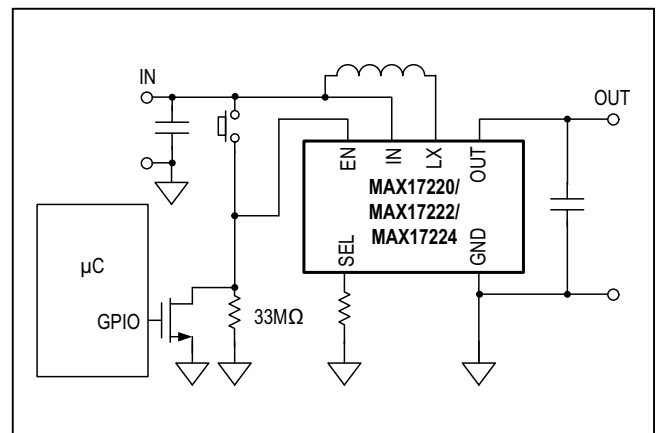 IN
OUT
EN
IN
LX
OUT
MAX17220/
MAX17222/
MAX17224
SEL
GND
µC
GPIO
33MΩ